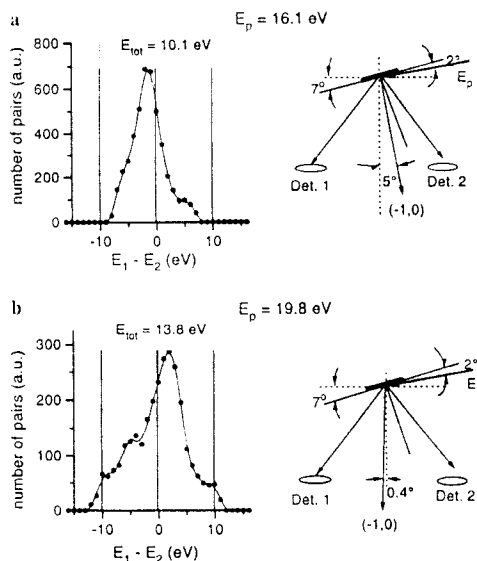 a
E_p = 16.1 eV
E_tot = 10.1 eV
number of pairs (a.u.)
800
600
400
200
0
-10
0
10
E_1 - E_2 (eV)
2°
E_p
7°
Det. 1
5°
Det. 2
(-1,0)
b
E_p = 19.8 eV
E_tot = 13.8 eV
number of pairs (a.u.)
300
200
100
0
-10
0
10
E_1 - E_2 (eV)
2°
E
7°
Det. 1
0.4°
Det. 2
(-1,0)